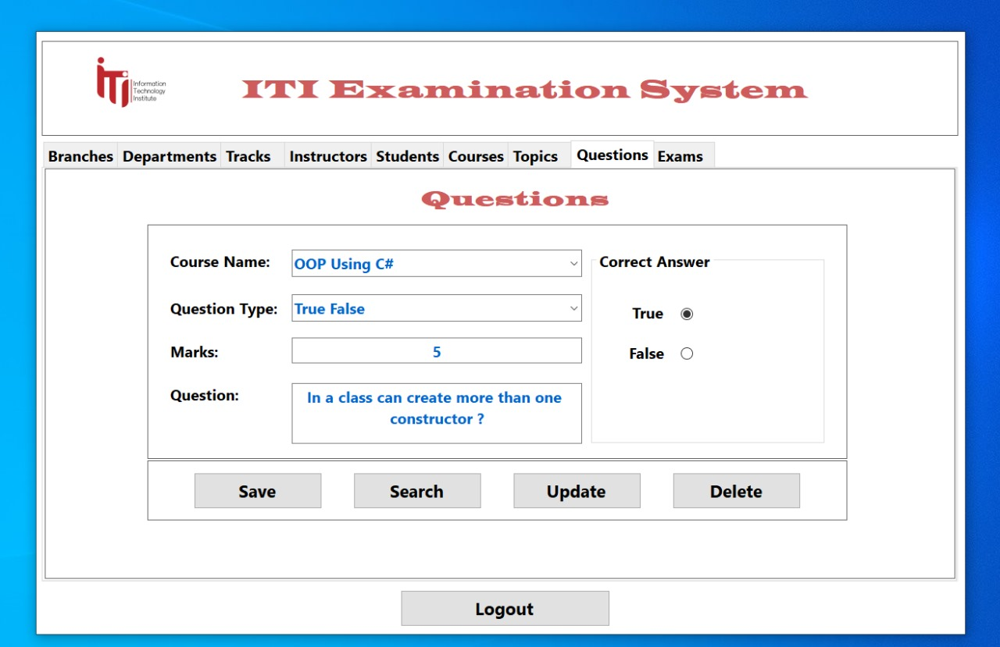 iTi
Information
Technology
Institute
ITI Examination System
Branches Departments Tracks Instructors Students Courses Topics Questions Exams
Questions
Course Name: OOP Using C#
Question Type: True False
Marks: 5
Question: In a class can create more than one
constructor ?
Correct Answer
True
False
Save Search Update Delete
Logout